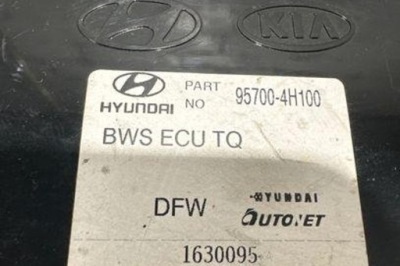 KIA
HYUNDAI
PART NO 95700-4H100
BWS ECU TQ
DFW
HYUNDAI AUTONET
1630095